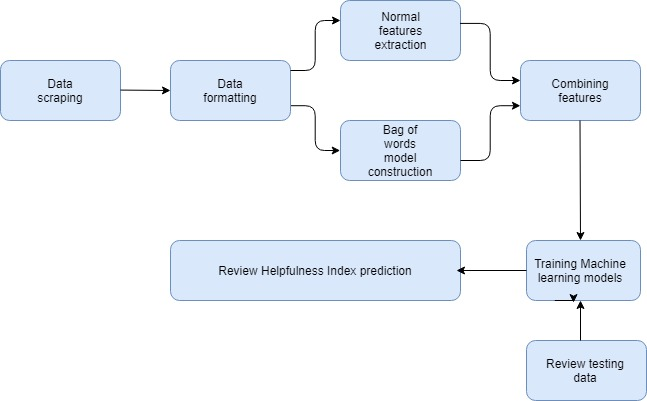 Data
scraping
Data
formatting
Normal
features
extraction
Bag of
words
model
construction
Combining
features
Training Machine
learning models
Review Helpfulness Index prediction
Review testing
data